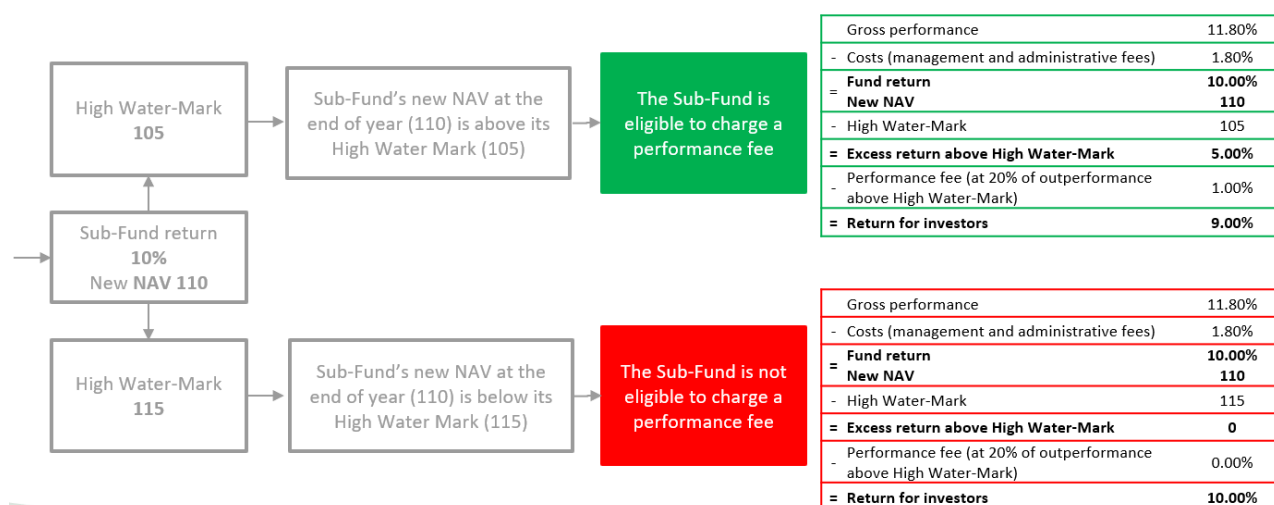 High Water-Mark
105
Sub-Fund's new NAV at the
end of year (110) is above its
High Water Mark (105)
The Sub-Fund is
eligible to charge a
performance fee
Gross performance 11.80%
- Costs (management and administrative fees) 1.80%
= Fund return 10.00%
New NAV 110
- High Water-Mark 105
= Excess return above High Water-Mark 5.00%
- Performance fee (at 20% of outperformance
above High Water-Mark) 1.00%
= Return for investors 9.00%
Sub-Fund return
10%
New NAV 110
High Water-Mark
115
Sub-Fund's new NAV at the
end of year (110) is below its
High Water Mark (115)
The Sub-Fund is not
eligible to charge a
performance fee
Gross performance 11.80%
- Costs (management and administrative fees) 1.80%
= Fund return 10.00%
New NAV 110
- High Water-Mark 115
= Excess return above High Water-Mark 0
- Performance fee (at 20% of outperformance
above High Water-Mark) 0.00%
= Return for investors 10.00%